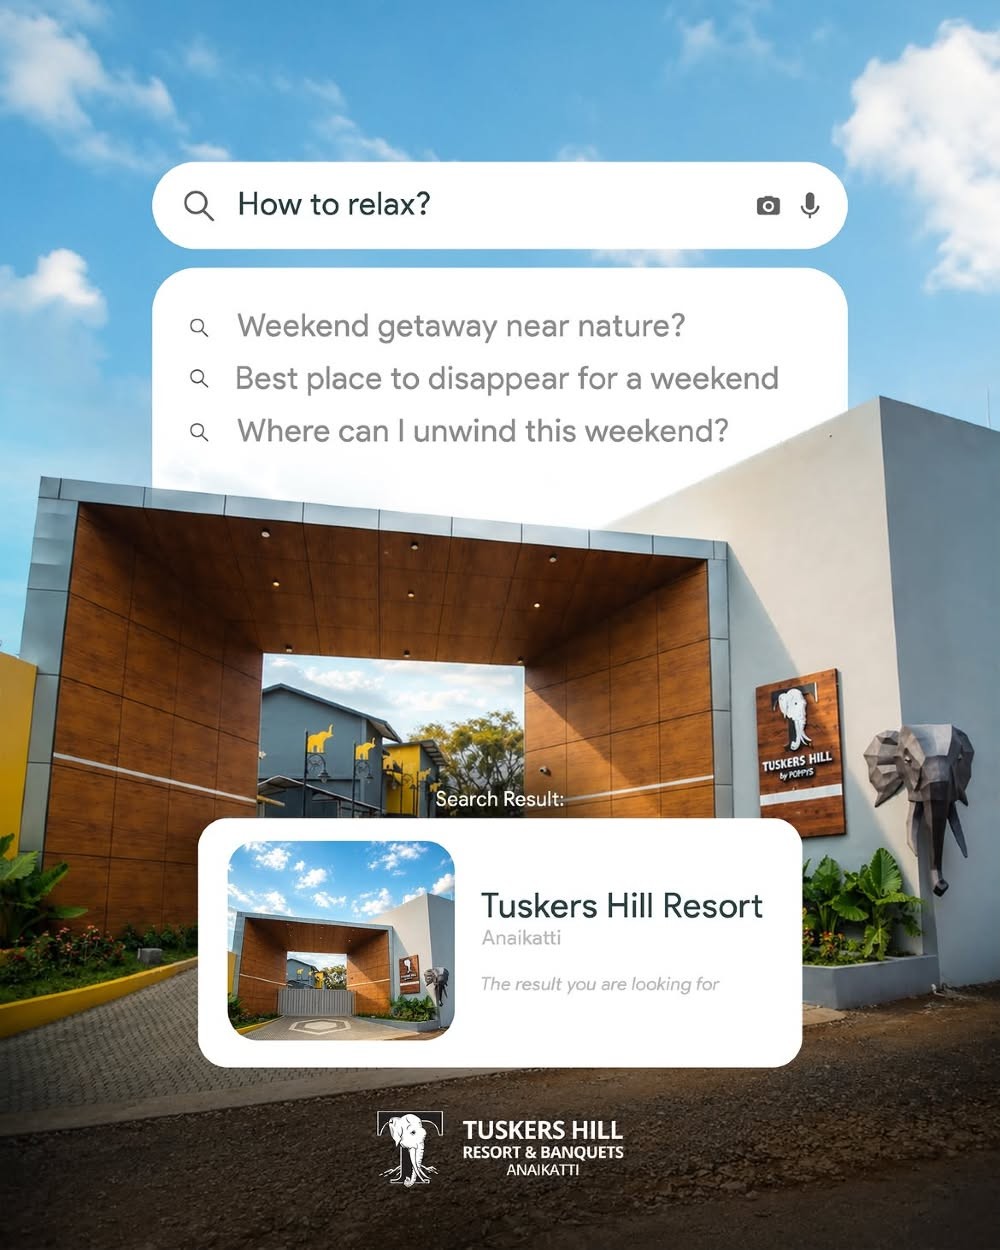 How to relax?
Weekend getaway near nature?
Best place to disappear for a weekend
Where can I unwind this weekend?
TUSKERS HILL
by POPPYS
Search Result:
Tuskers Hill Resort
Anaikatti
The result you are looking for
TUSKERS HILL
RESORT & BANQUETS
ANAIKATTI